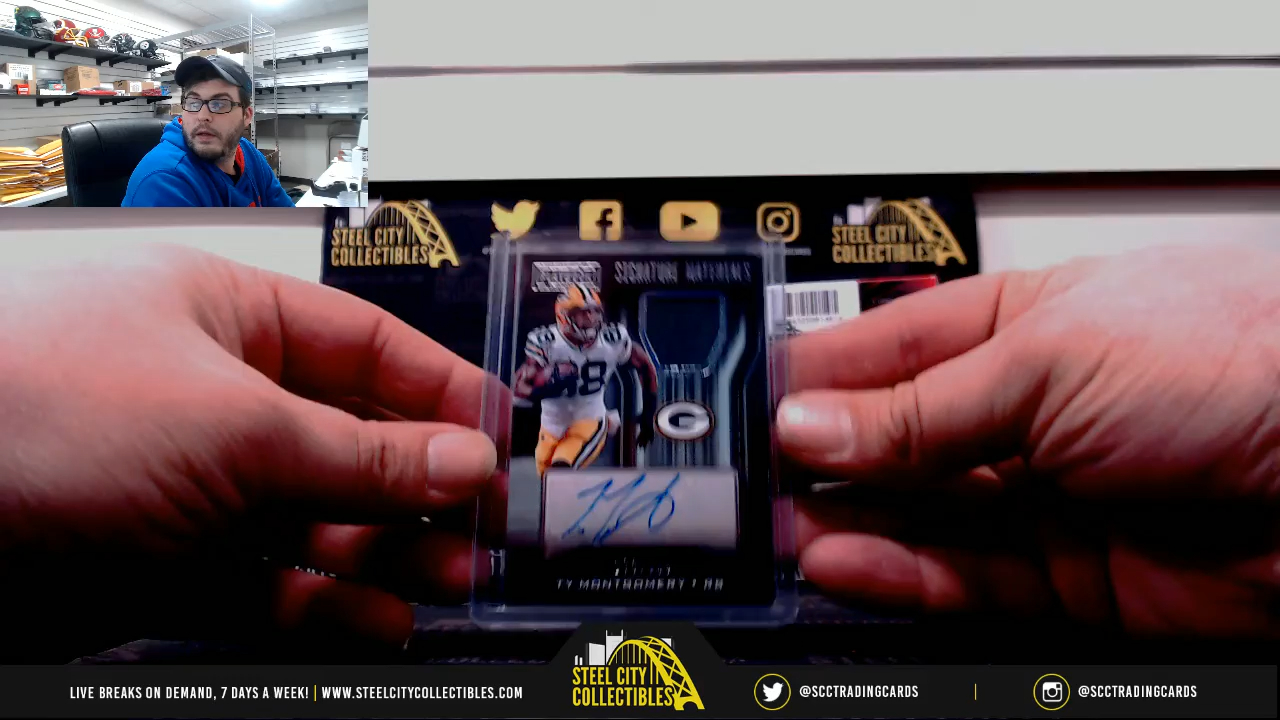 STEEL CITY
COLLECTIBLES
STEEL CITY
COLLECTIBLES
SIGNATURE MATERIALS
88
G
TY MONTGOMERY / RB
STEEL CITY
COLLECTIBLES
LIVE BREAKS ON DEMAND, 7 DAYS A WEEK! | WWW.STEELCITYCOLLECTIBLES.COM
@SCCTRADINGCARDS | @SCCTRADINGCARDS